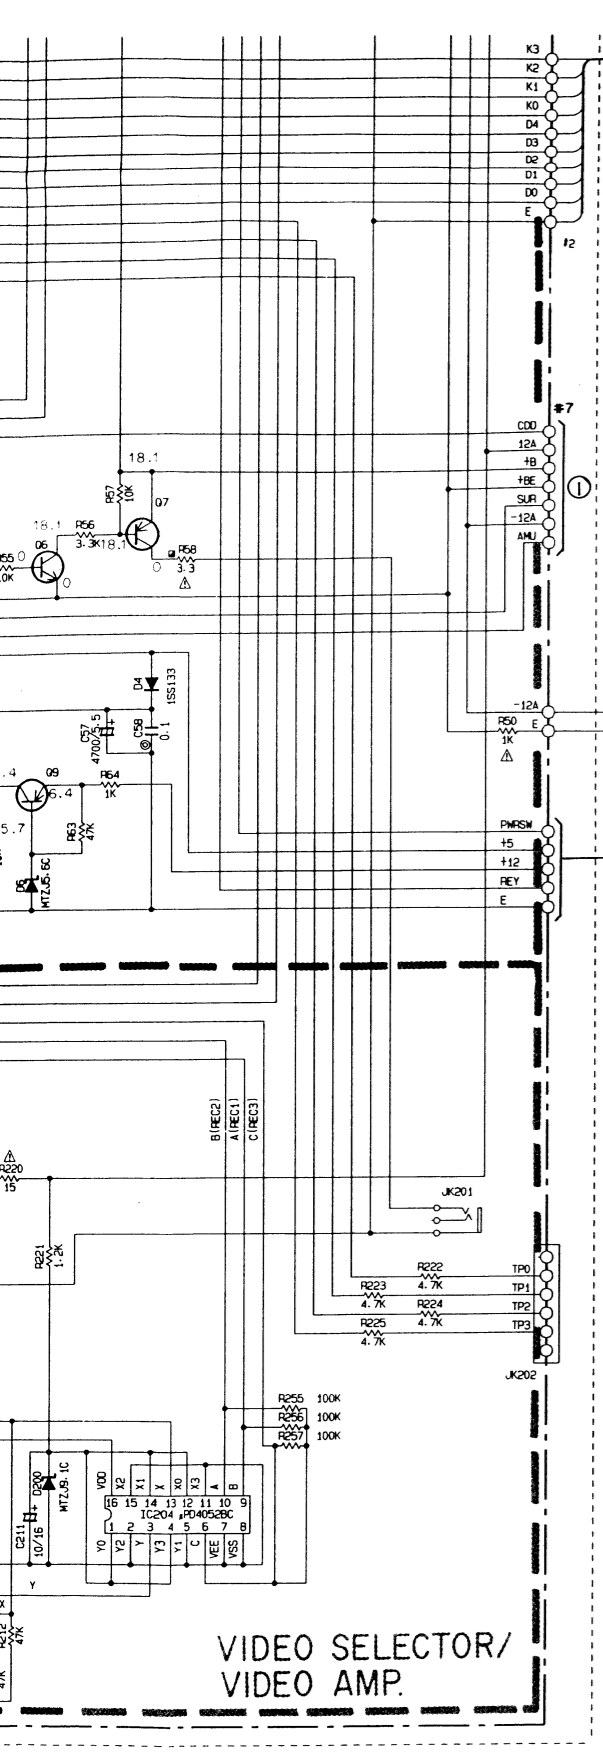 K3
K2
K1
K0
D4
D3
D2
D1
D0
E
#7
CDD
12A
+B
+BE
SUR
-12A
AMU
1
18.1
R57
10K
Q7
18.1
R56
3.3K
18.1
Q6
0
0
0
R58
3.3
D4
1SS133
C57
4700/5.5
+
C58
0.1
-12A
E
R50
1K
Q9
6.4
R64
1K
5.7
R63
47K
D6
MTZJ5.6C
PWRSW
+5
+12
REY
E
B(REC2)
A(REC1)
C(REC3)
R220
15
R221
1.2K
JK201
R222
4.7K
R223
4.7K
R224
4.7K
R225
4.7K
TP0
TP1
TP2
TP3
JK202
R255 100K
R256 100K
R257 100K
VDD X2 X1 X X0 X3 A B
16 15 14 13 12 11 10 9
IC204 μPD4052BC
1 2 3 4 5 6 7 8
Y0 Y2 Y Y3 Y1 C VEE VSS
D200
MTZJ9.1C
C211
10/16
+
Y
X
R212
47K
47K
VIDEO SELECTOR/
VIDEO AMP.